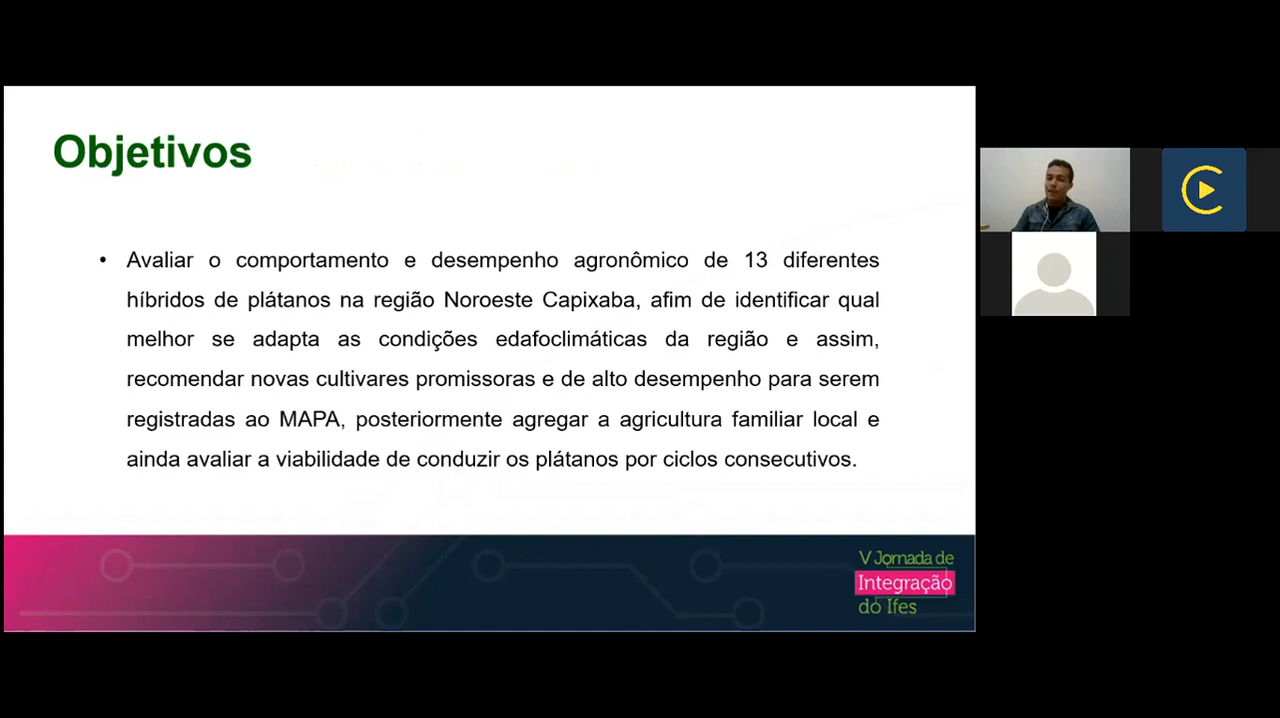 Objetivos
• Avaliar o comportamento e desempenho agronômico de 13 diferentes
híbridos de plátanos na região Noroeste Capixaba, afim de identificar qual
melhor se adapta as condições edafoclimáticas da região e assim,
recomendar novas cultivares promissoras e de alto desempenho para serem
registradas ao MAPA, posteriormente agregar a agricultura familiar local e
ainda avaliar a viabilidade de conduzir os plátanos por ciclos consecutivos.
V Jornada de
Integração
do Ifes